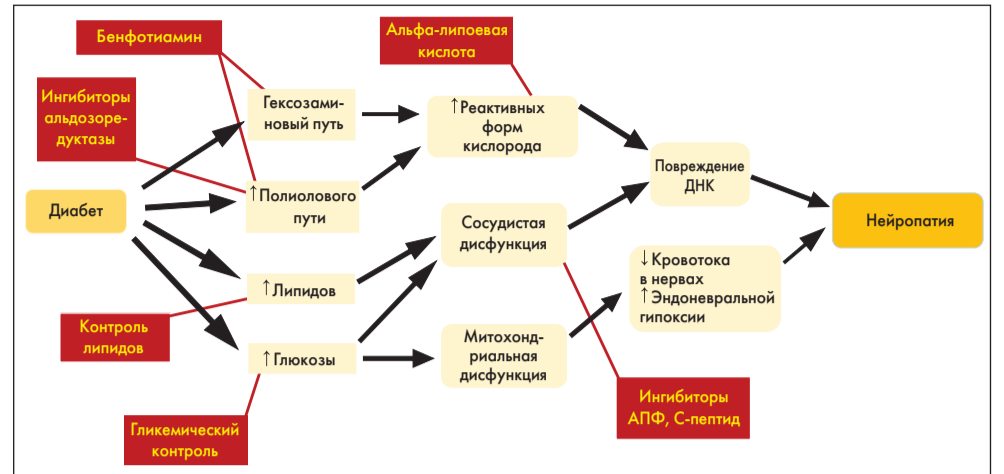 Бенфотиамин
Альфа-липоевая
кислота
Ингибиторы
альдозоре-
дуктазы
Гексозами-
новый путь
↑Реактивных
форм
кислорода
Повреждение
ДНК
Диабет
↑Полиолового
пути
Сосудистая
дисфункция
Нейропатия
↓Кровотока
в нервах
↑Эндоневральной
гипоксии
↑Липидов
Контроль
липидов
↑Глюкозы
Митохонд-
риальная
дисфункция
Ингибиторы
АПФ, С-пептид
Гликемический
контроль